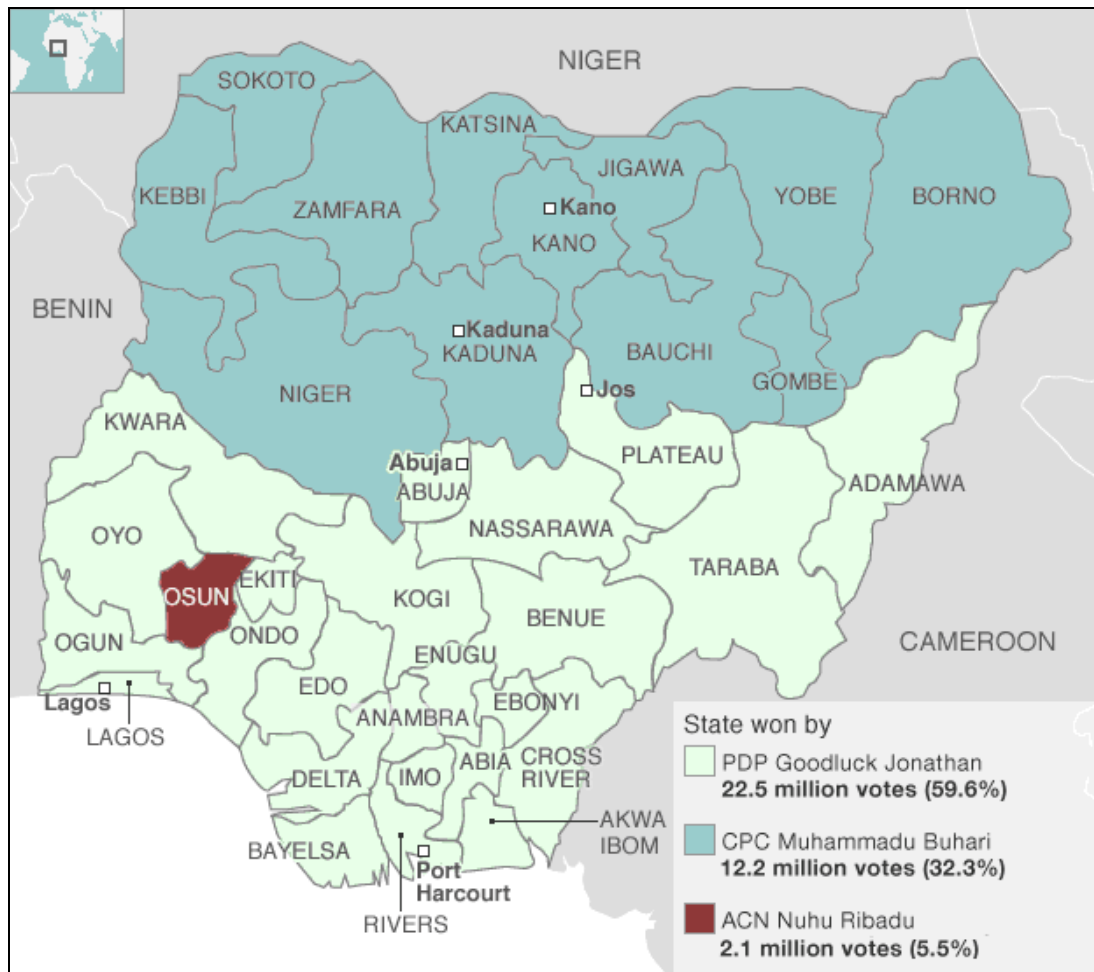 NIGER
SOKOTO
KATSINA
JIGAWA
KEBBI
ZAMFARA
YOBE
BORNO
Kano
KANO
BENIN
Kaduna
KADUNA
BAUCHI
GOMBE
NIGER
Jos
KWARA
PLATEAU
Abuja
ABUJA
ADAMAWA
NASSARAWA
OYO
TARABA
EKITI
OSUN
KOGI
BENUE
OGUN
ONDO
CAMEROON
ENUGU
EDO
EBONYI
Lagos
LAGOS
ANAMBRA
ABIA
CROSS
RIVER
DELTA
IMO
AKWA
IBOM
BAYELSA
Port
Harcourt
RIVERS
State won by
PDP Goodluck Jonathan
22.5 million votes (59.6%)
CPC Muhammadu Buhari
12.2 million votes (32.3%)
ACN Nuhu Ribadu
2.1 million votes (5.5%)